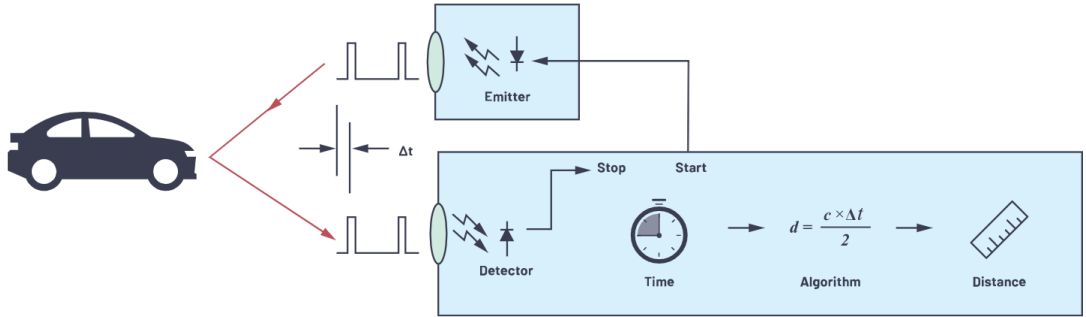 Emitter
Δt
Stop
Start
d = c × Δt / 2
Detector
Time
Algorithm
Distance